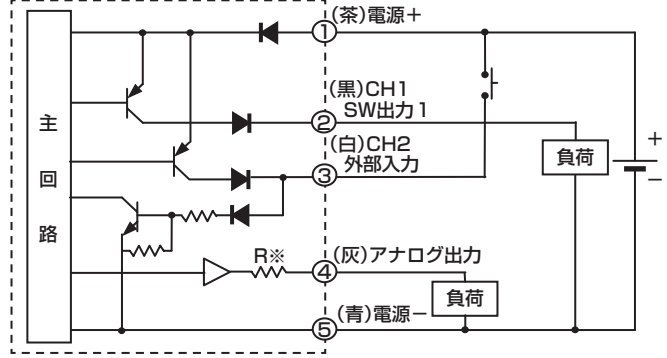 ①(茶)電源+
②(黒)CH1
SW出力1
③(白)CH2
外部入力
④(灰)アナログ出力
⑤(青)電源-
主
回
路
R※
負荷
負荷
+
-